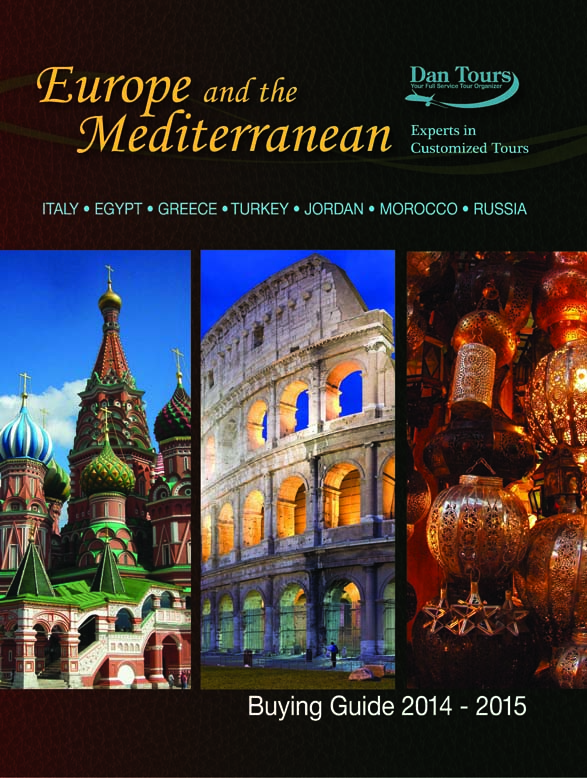 Europe and the
Mediterranean
Dan Tours
Your Full Service Tour Organizer
Experts in
Customized Tours
ITALY • EGYPT • GREECE • TURKEY • JORDAN • MOROCCO • RUSSIA
Buying Guide 2014 - 2015